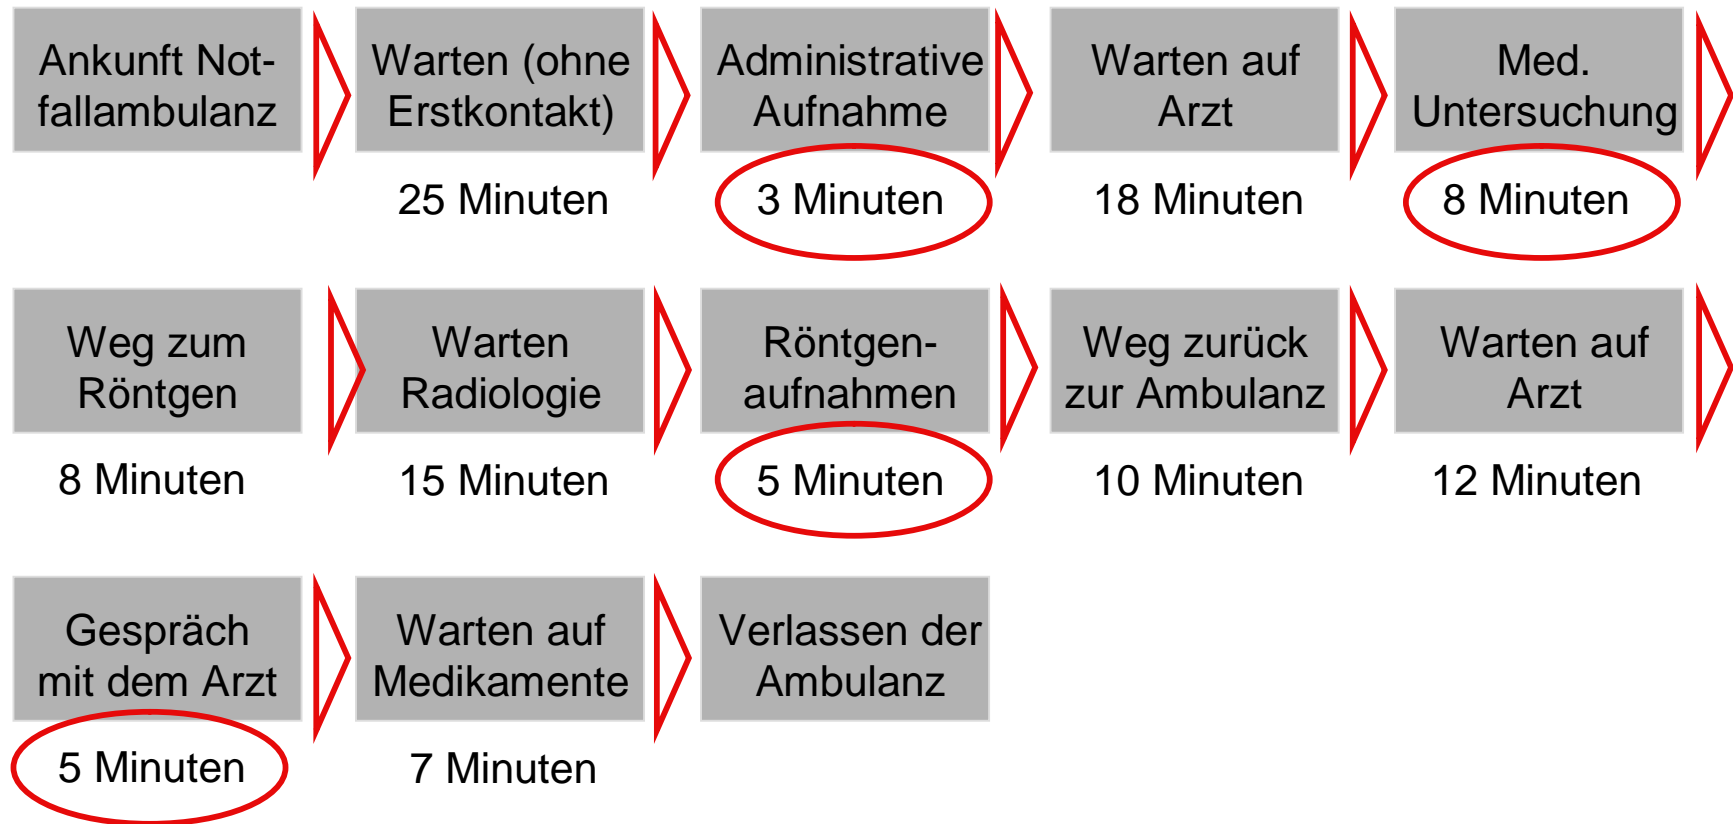 Ankunft Not-
fallambulanz
Warten (ohne
Erstkontakt)
25 Minuten
Administrative
Aufnahme
3 Minuten
Warten auf
Arzt
18 Minuten
Med.
Untersuchung
8 Minuten
Weg zum
Röntgen
8 Minuten
Warten
Radiologie
15 Minuten
Röntgen-
aufnahmen
5 Minuten
Weg zurück
zur Ambulanz
10 Minuten
Warten auf
Arzt
12 Minuten
Gespräch
mit dem Arzt
5 Minuten
Warten auf
Medikamente
7 Minuten
Verlassen der
Ambulanz